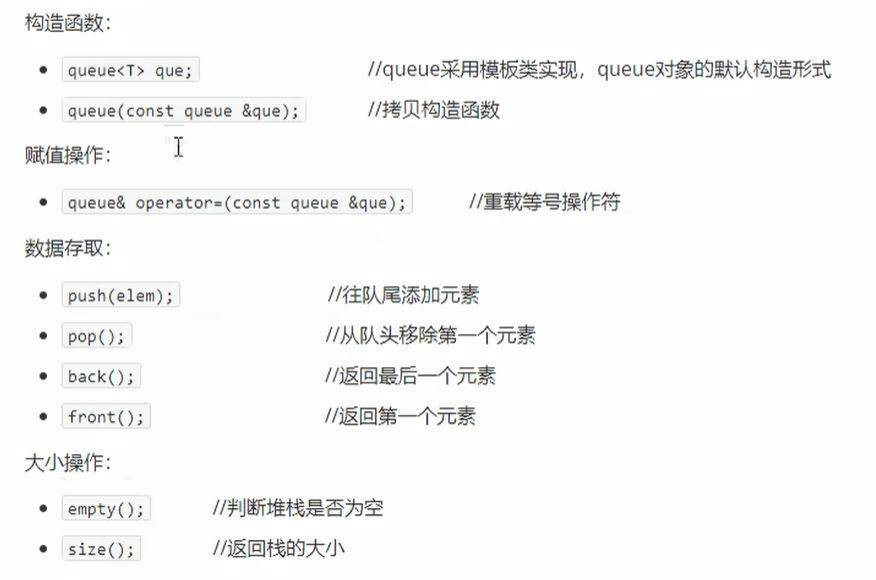 构造函数：
queue<T> que; //queue采用模板类实现，queue对象的默认构造形式
queue(const queue &que); //拷贝构造函数
赋值操作：
queue& operator=(const queue &que); //重载等号操作符
数据存取：
push(elem); //往队尾添加元素
pop(); //从队头移除第一个元素
back(); //返回最后一个元素
front(); //返回第一个元素
大小操作：
empty(); //判断堆栈是否为空
size(); //返回栈的大小